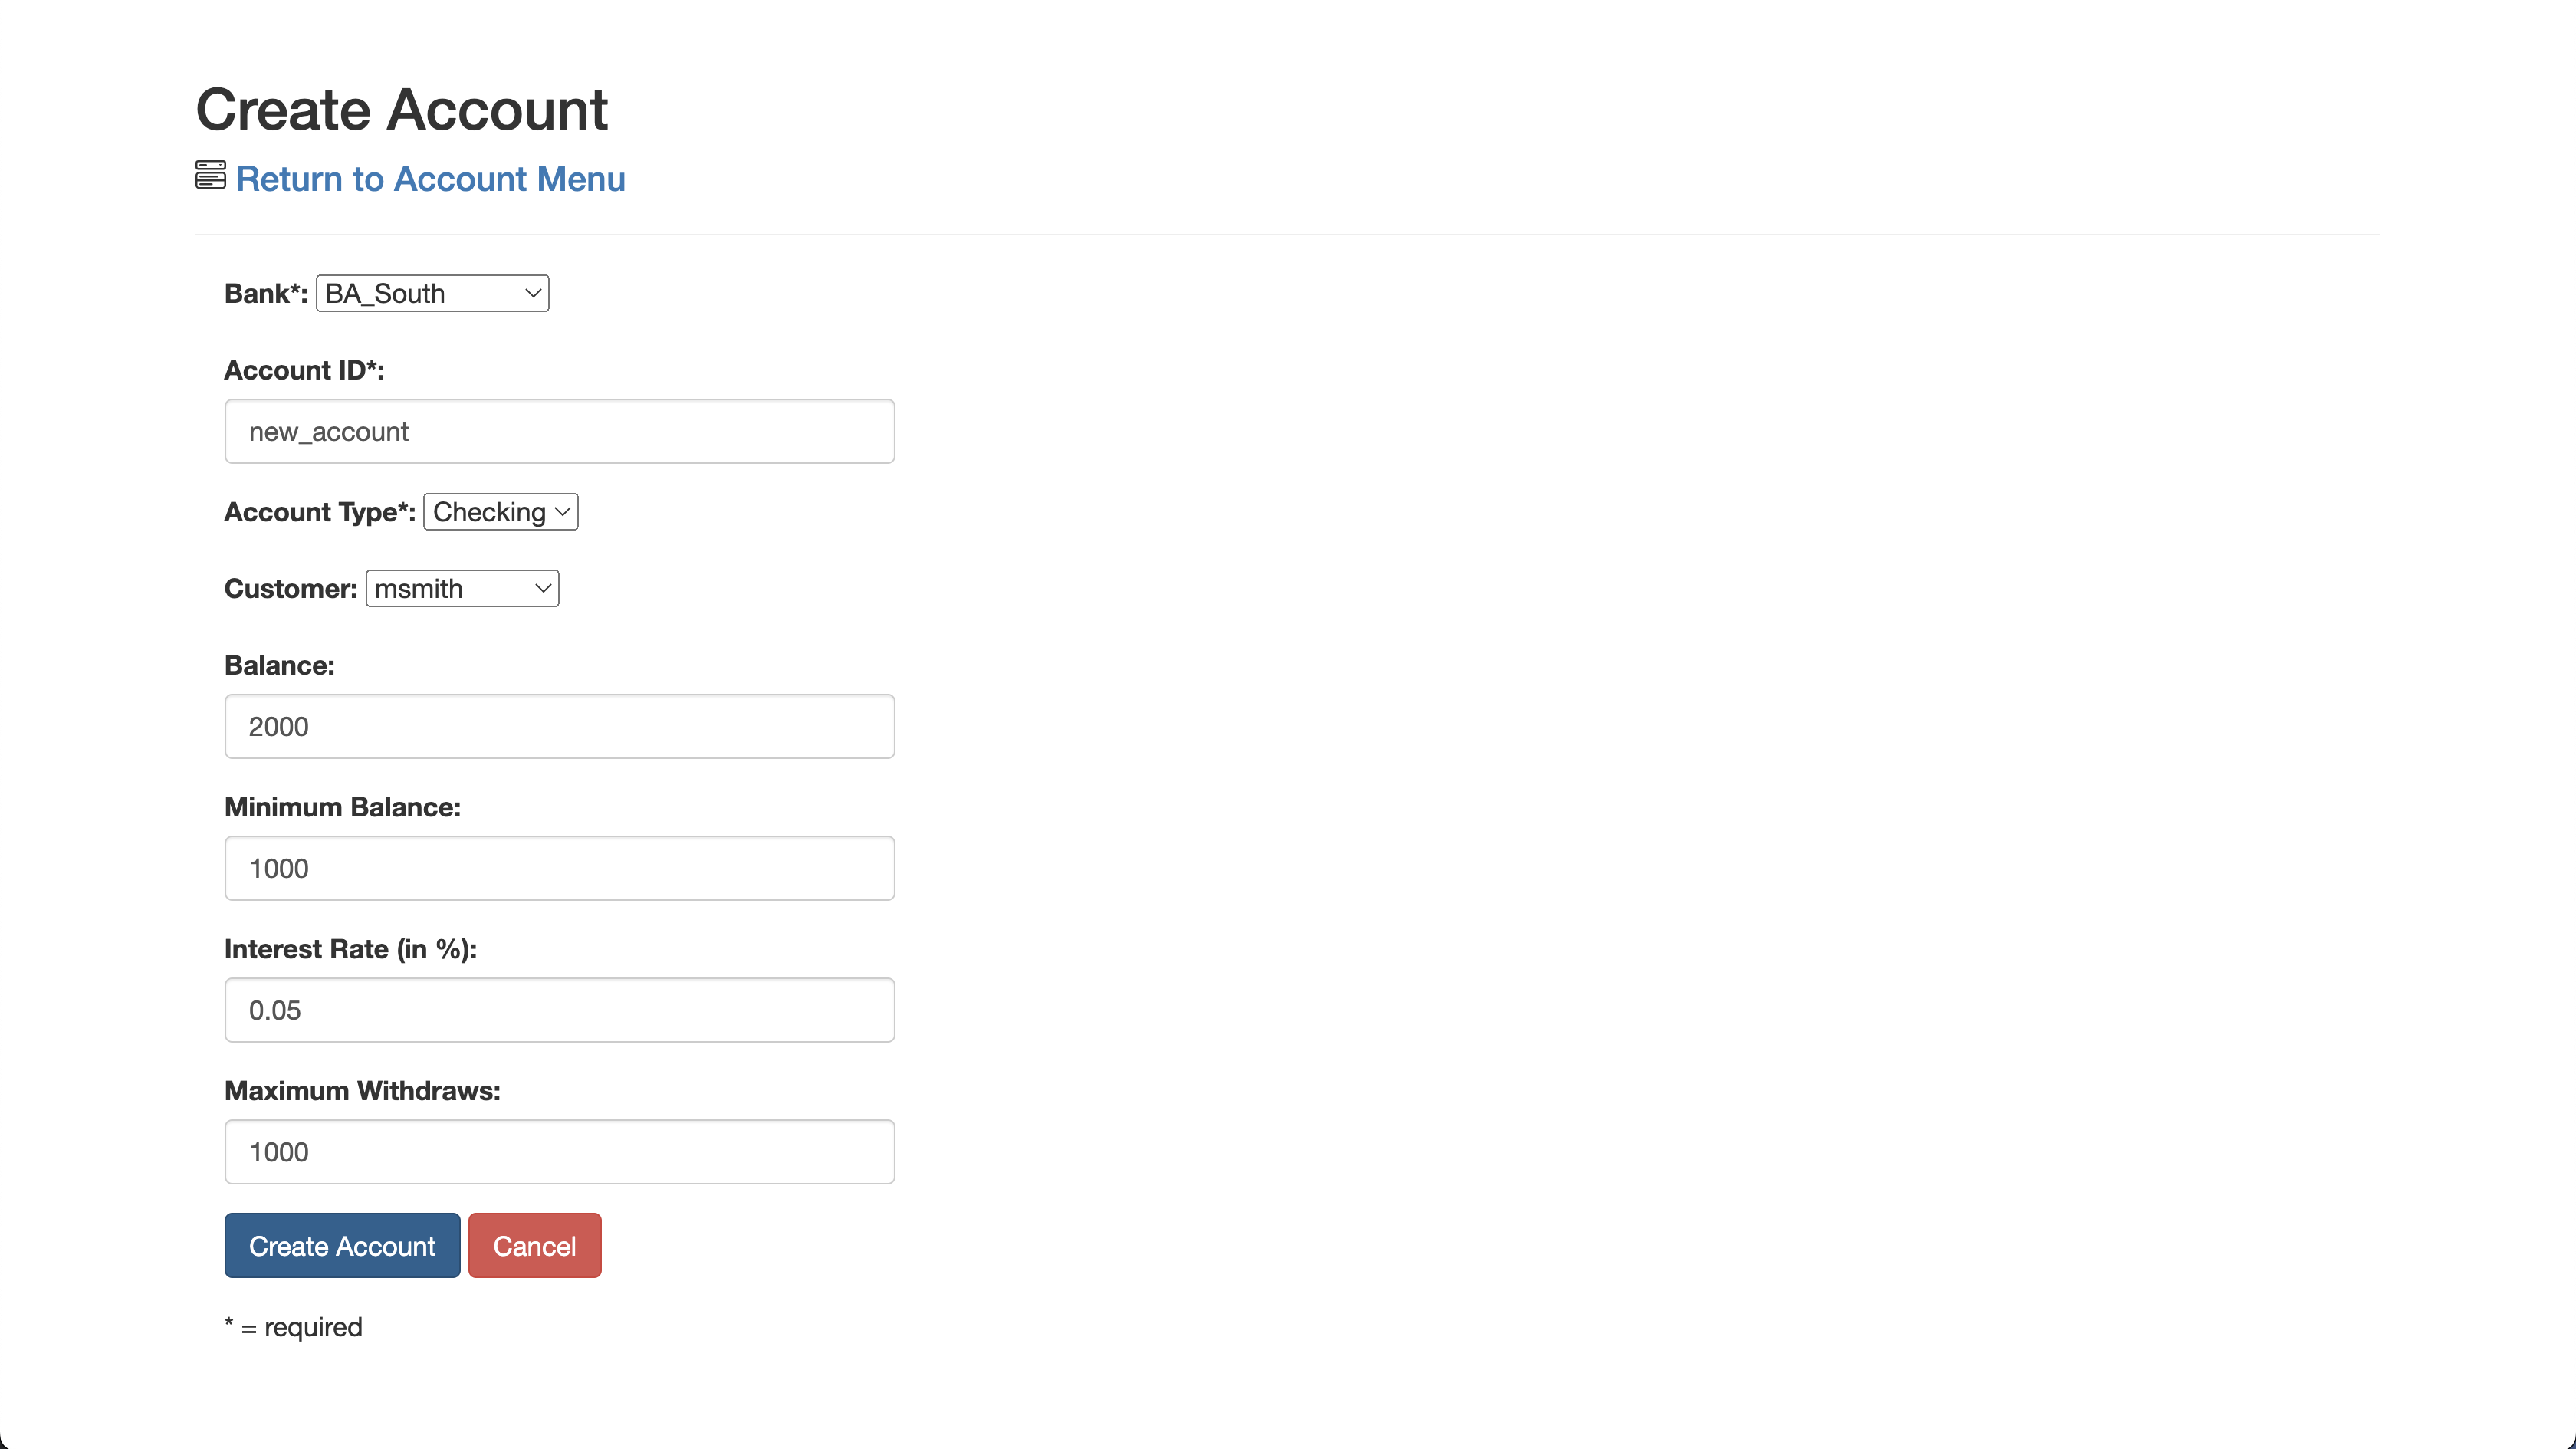 Create Account
Return to Account Menu
Bank*: BA_South
Account ID*:
new_account
Account Type*: Checking
Customer: msmith
Balance:
2000
Minimum Balance:
1000
Interest Rate (in %):
0.05
Maximum Withdraws:
1000
Create Account Cancel
* = required